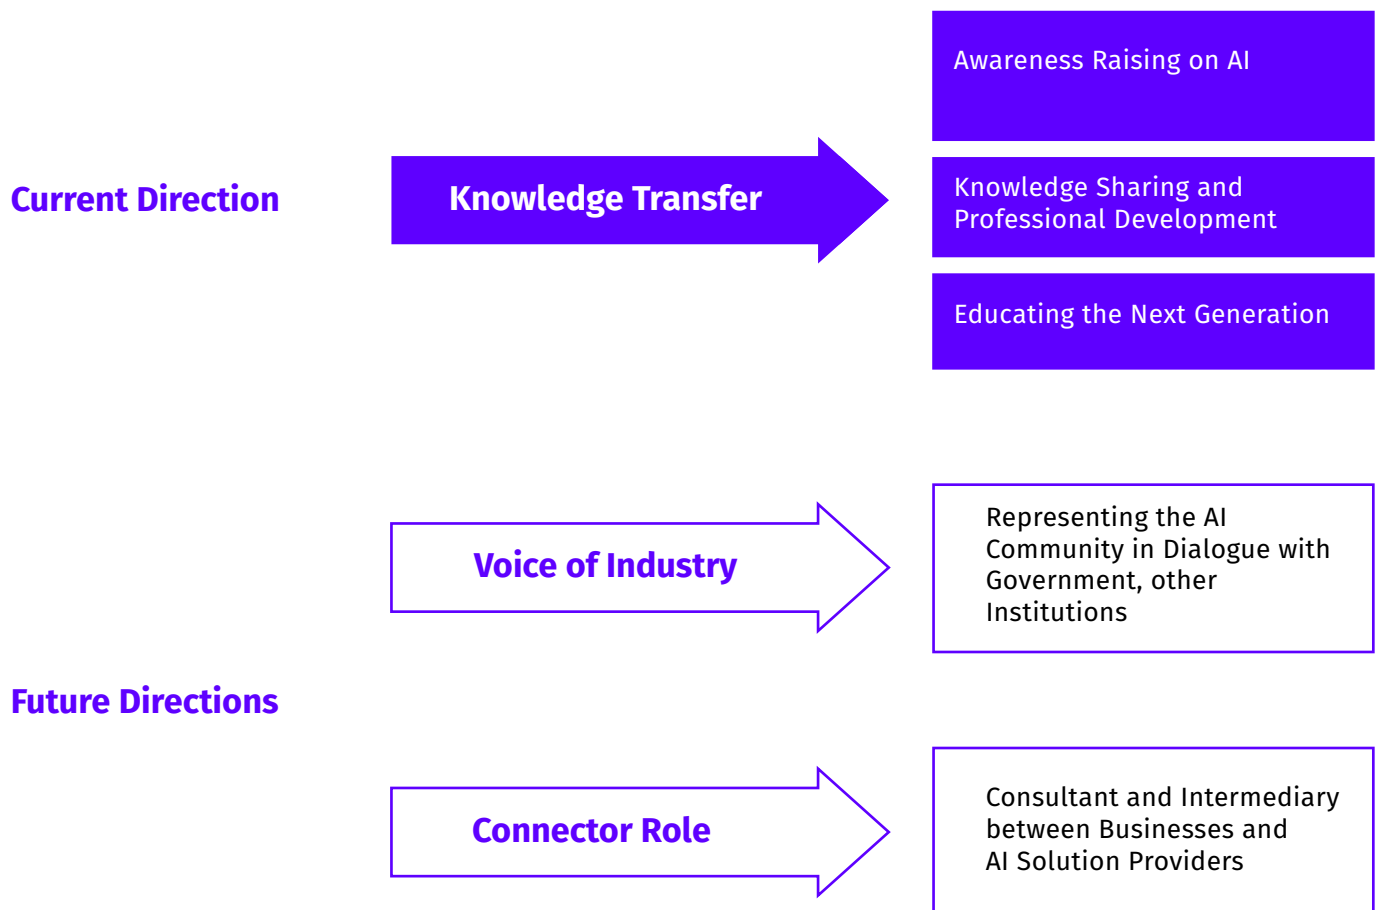 Current Direction
Knowledge Transfer
Awareness Raising on AI
Knowledge Sharing and
Professional Development
Educating the Next Generation
Future Directions
Voice of Industry
Representing the AI
Community in Dialogue with
Government, other
Institutions
Connector Role
Consultant and Intermediary
between Businesses and
AI Solution Providers